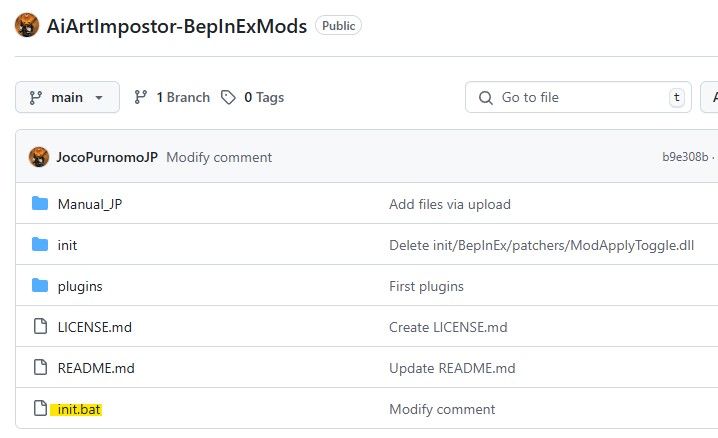 AiArtImpostor-BepInExMods Public
main 1 Branch 0 Tags Go to file t A
JocoPurnomoJP Modify comment b9e308b ·
Manual_JP Add files via upload
init Delete init/BepInEx/patchers/ModApplyToggle.dll
plugins First plugins
LICENSE.md Create LICENSE.md
README.md Update README.md
init.bat Modify comment